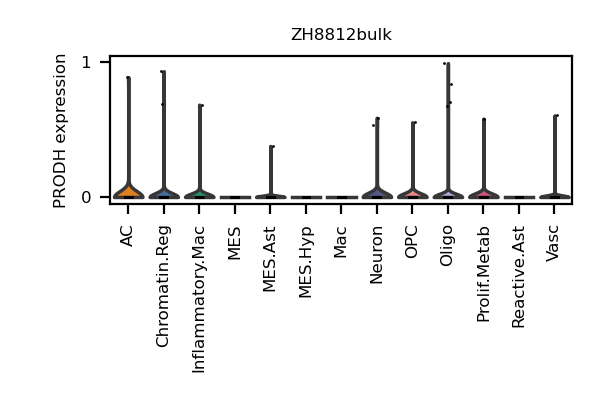 ZH8812bulk
PRODH expression
1
0
AC
Chromatin.Reg
Inflammatory.Mac
MES
MES.Ast
MES.Hyp
Mac
Neuron
OPC
Oligo
Prolif.Metab
Reactive.Ast
Vasc